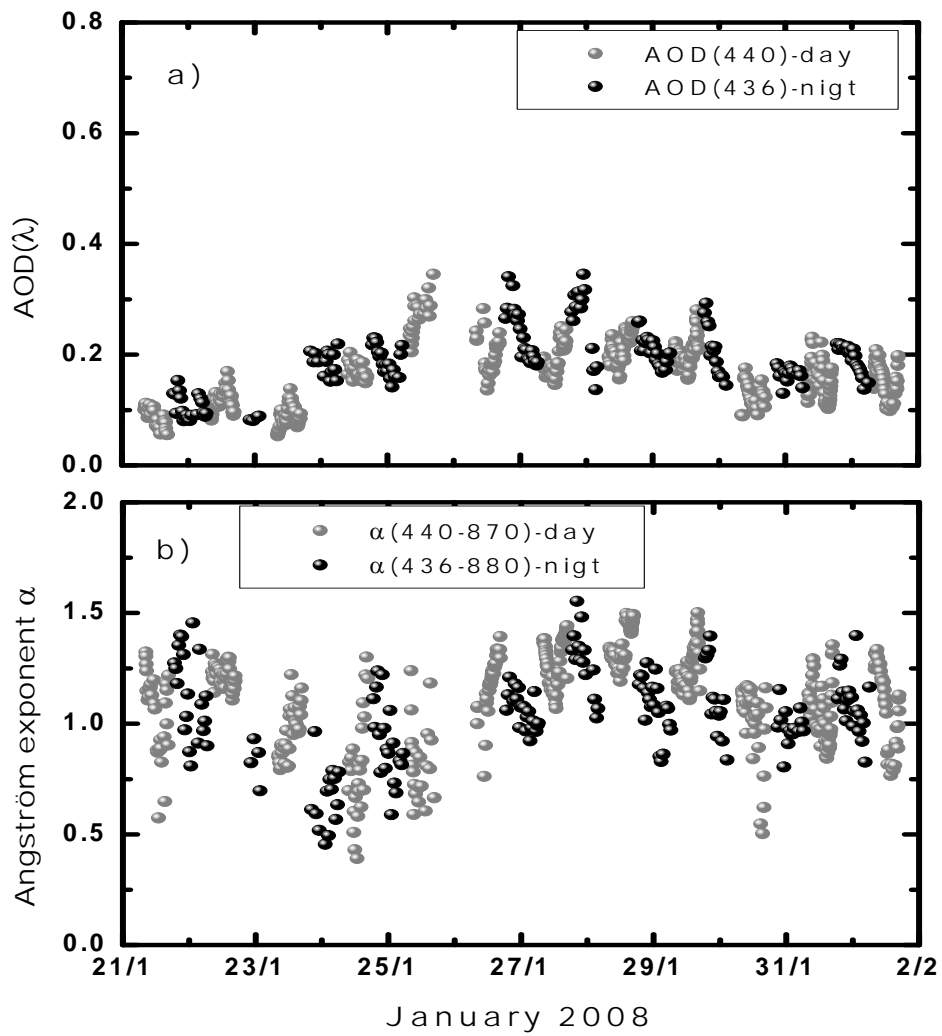 0.8
a)
AOD(440)-day
AOD(436)-nigt
0.6
0.4
0.2
0.0
AOD(λ)
2.0
b)
α(440-870)-day
α(436-880)-nigt
1.5
1.0
0.5
0.0
Angström exponent α
21/1 23/1 25/1 27/1 29/1 31/1 2/2
January 2008